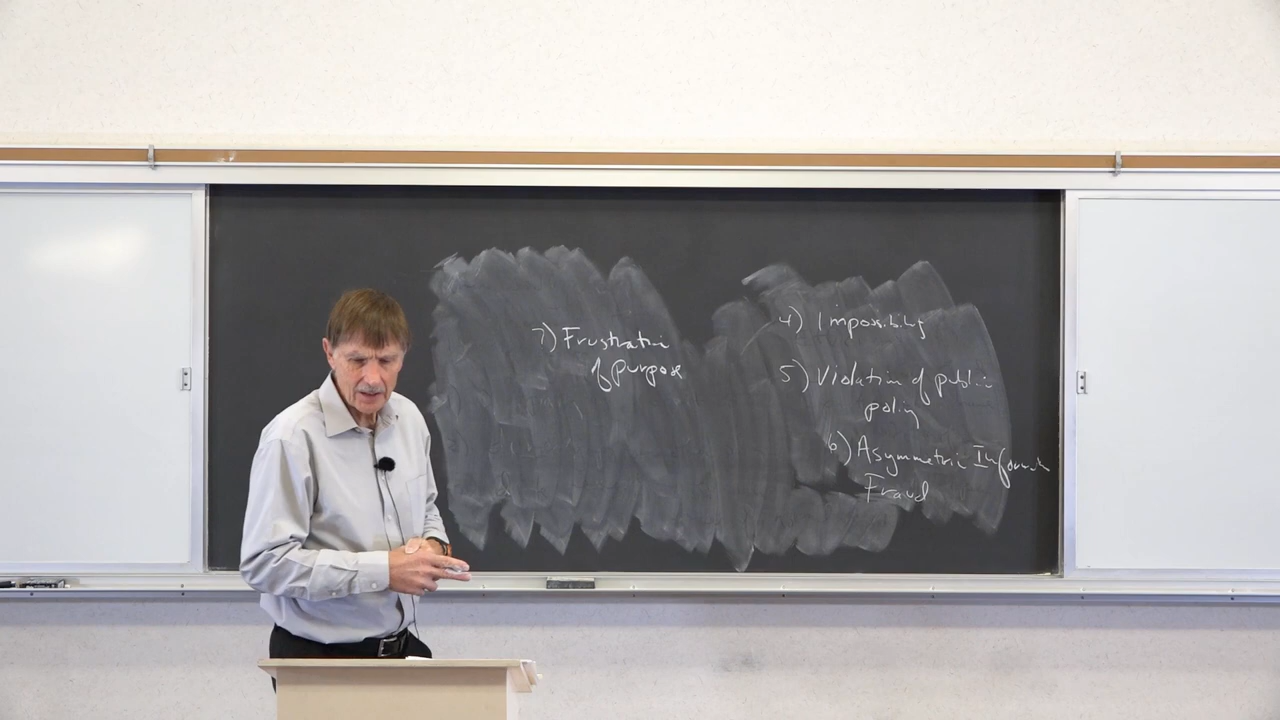 7) Frustration
of purpose
4) Impossibility
5) Violation of public
policy
6) Asymmetric Information
Fraud